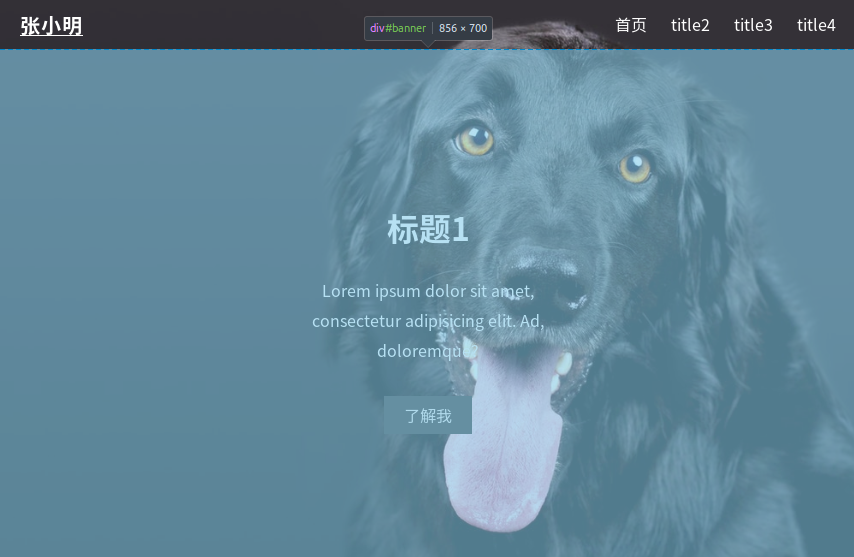 张小明
div#banner 856 × 700
首页 title2 title3 title4
标题1
Lorem ipsum dolor sit amet,
consectetur adipisicing elit. Ad,
doloremque?
了解我